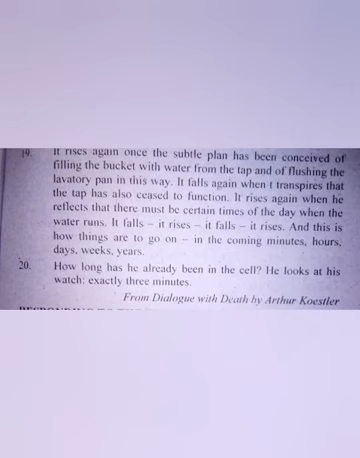 19. It rises again once the subtle plan has been conceived of
filling the bucket with water from the tap and of flushing the
lavatory pan in this way. It falls again when t transpires that
the tap has also ceased to function. It rises again when he
reflects that there must be certain times of the day when the
water runs. It falls – it rises – it falls – it rises. And this is
how things are to go on – in the coming minutes, hours,
days, weeks, years.
20. How long has he already been in the cell? He looks at his
watch: exactly three minutes.
From Dialogue with Death by Arthur Koestler